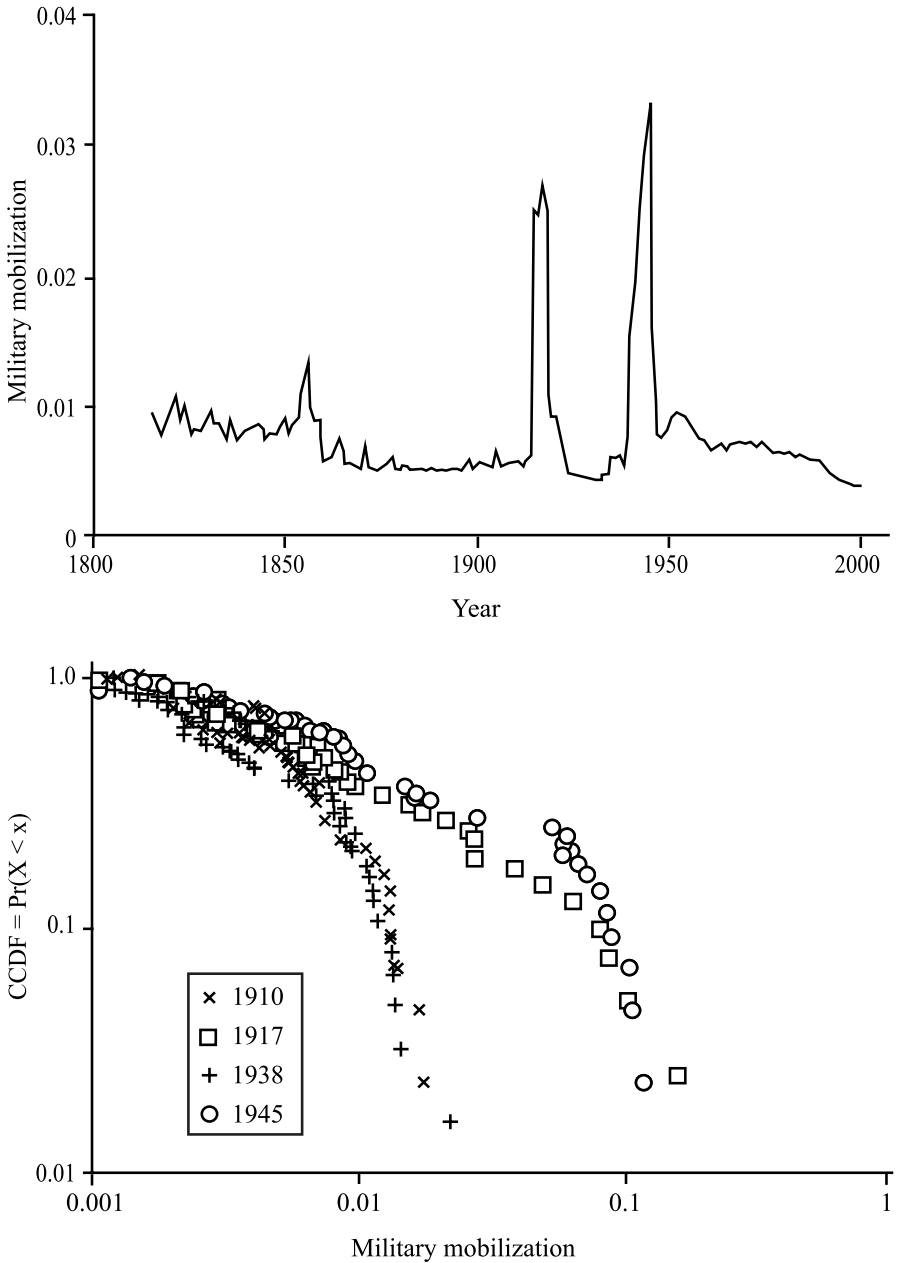 0.04
0.03
0.02
0.01
0
Military mobilization
1800 1850 1900 1950 2000
Year
1.0
0.1
0.01
CCDF = Pr(X < x)
1910
1917
1938
1945
0.001 0.01 0.1 1
Military mobilization